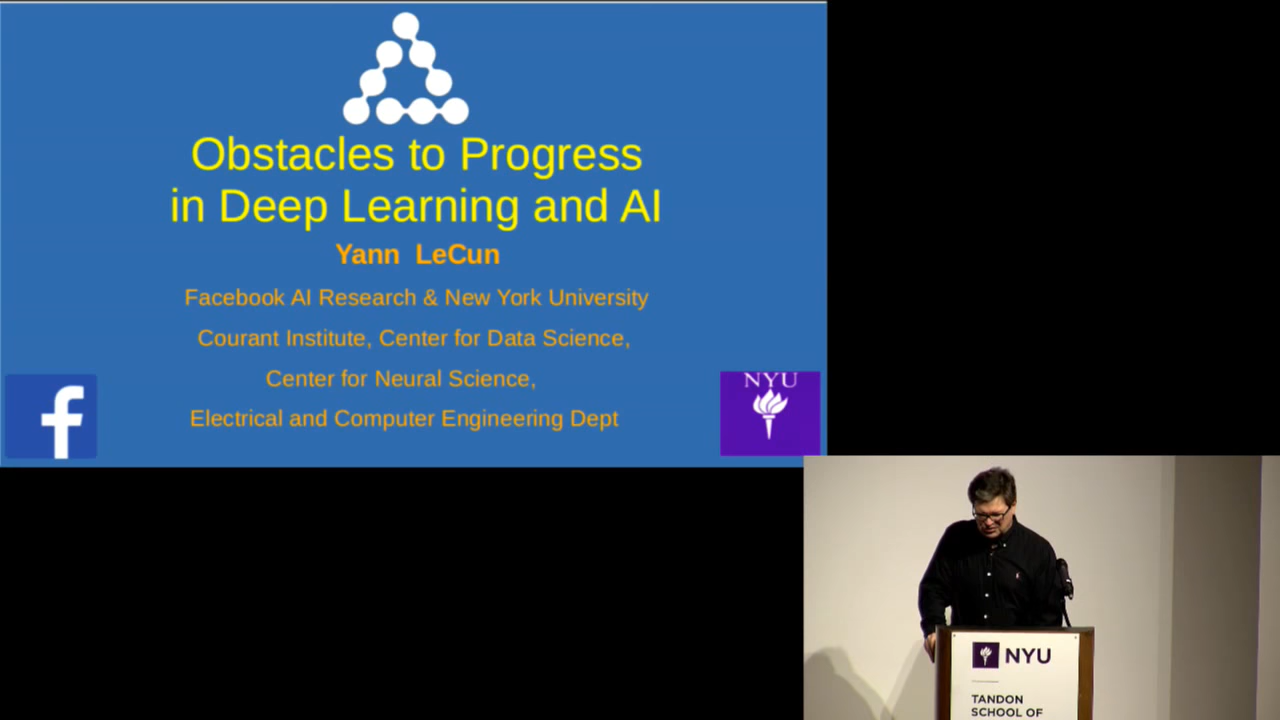 Obstacles to Progress
in Deep Learning and AI
Yann LeCun
Facebook AI Research & New York University
Courant Institute, Center for Data Science,
Center for Neural Science,
Electrical and Computer Engineering Dept
f
NYU
NYU
TANDON
SCHOOL OF